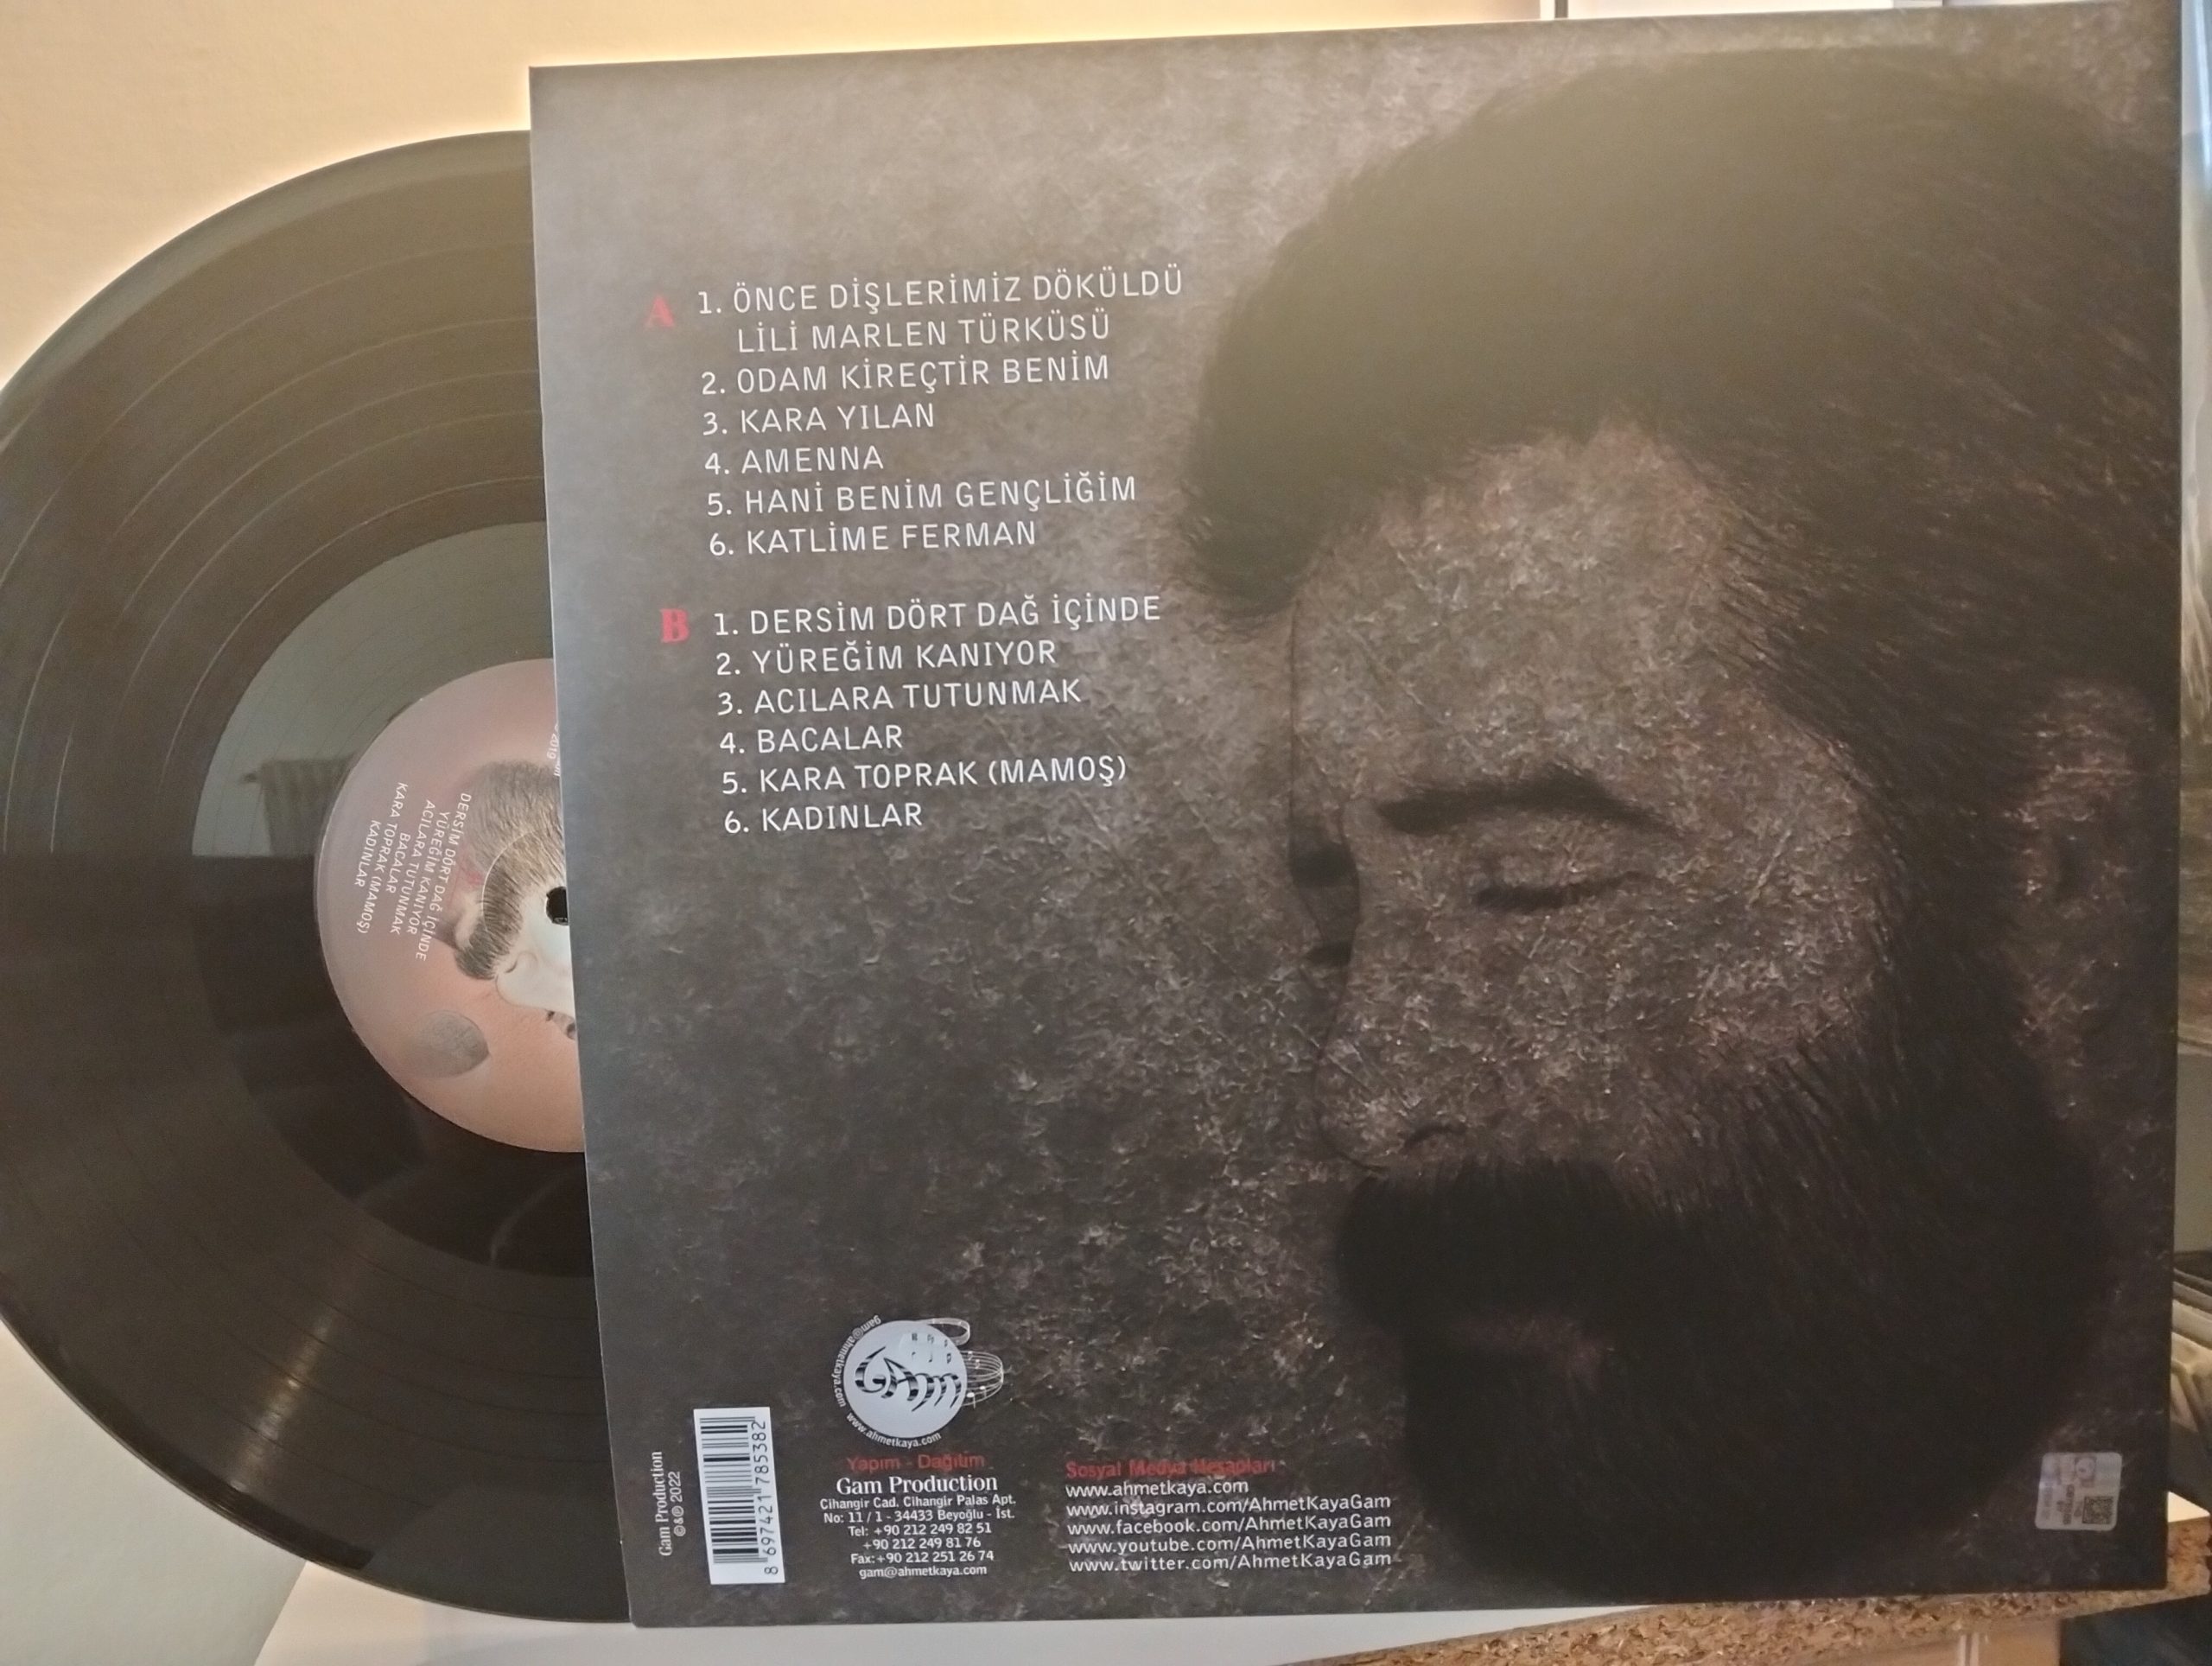 A
1. ÖNCE DİŞLERİMİZ DÖKÜLDÜ
LİLİ MARLEN TÜRKÜSÜ
2. ODAM KİREÇTİR BENİM
3. KARA YILAN
4. AMENNA
5. HANİ BENİM GENÇLİĞİM
6. KATLİME FERMAN
B
1. DERSİM DÖRT DAĞ İÇİNDE
2. YÜREĞİM KANIYOR
3. ACILARA TUTUNMAK
4. BACALAR
5. KARA TOPRAK (MAMOŞ)
6. KADINLAR
DERSİM DÖRT DAĞ İÇİNDE
YÜREĞİM KANIYOR
ACILARA TUTUNMAK
BACALAR
KARA TOPRAK (MAMOŞ)
KADINLAR
Gam Production
©&℗ 2022
8 697421 785382
gam@ahmetkaya.com
GAM
www.ahmetkaya.com
Yapım - Dağıtım
Gam Production
Cihangir Cad. Cihangir Palas Apt.
No: 11 / 1 - 34433 Beyoğlu - İst.
Tel: +90 212 249 82 51
+90 212 249 81 76
Fax: +90 212 251 26 74
gam@ahmetkaya.com
Sosyal Medya Hesapları
www.ahmetkaya.com
www.instagram.com/AhmetKayaGam
www.facebook.com/AhmetKayaGam
www.youtube.com/AhmetKayaGam
www.twitter.com/AhmetKayaGam